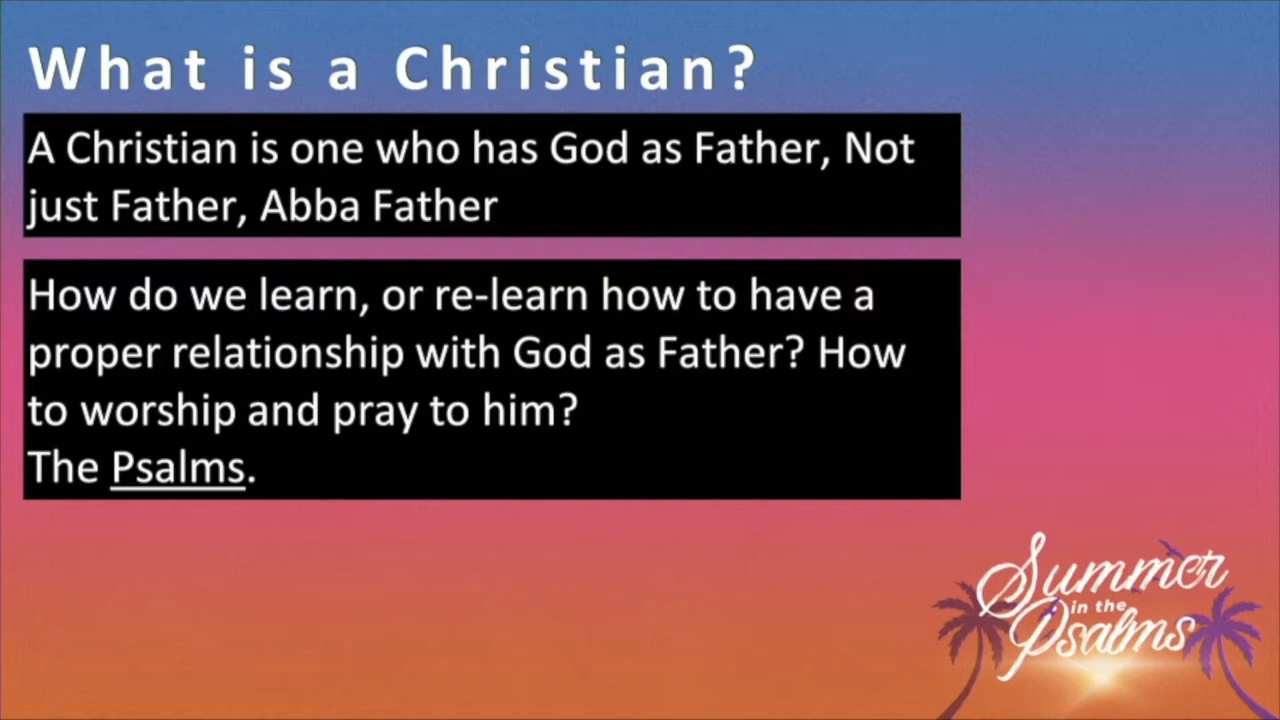 What is a Christian?
A Christian is one who has God as Father, Not
just Father, Abba Father
How do we learn, or re-learn how to have a
proper relationship with God as Father? How
to worship and pray to him?
The Psalms.
Summer
in the
Psalms